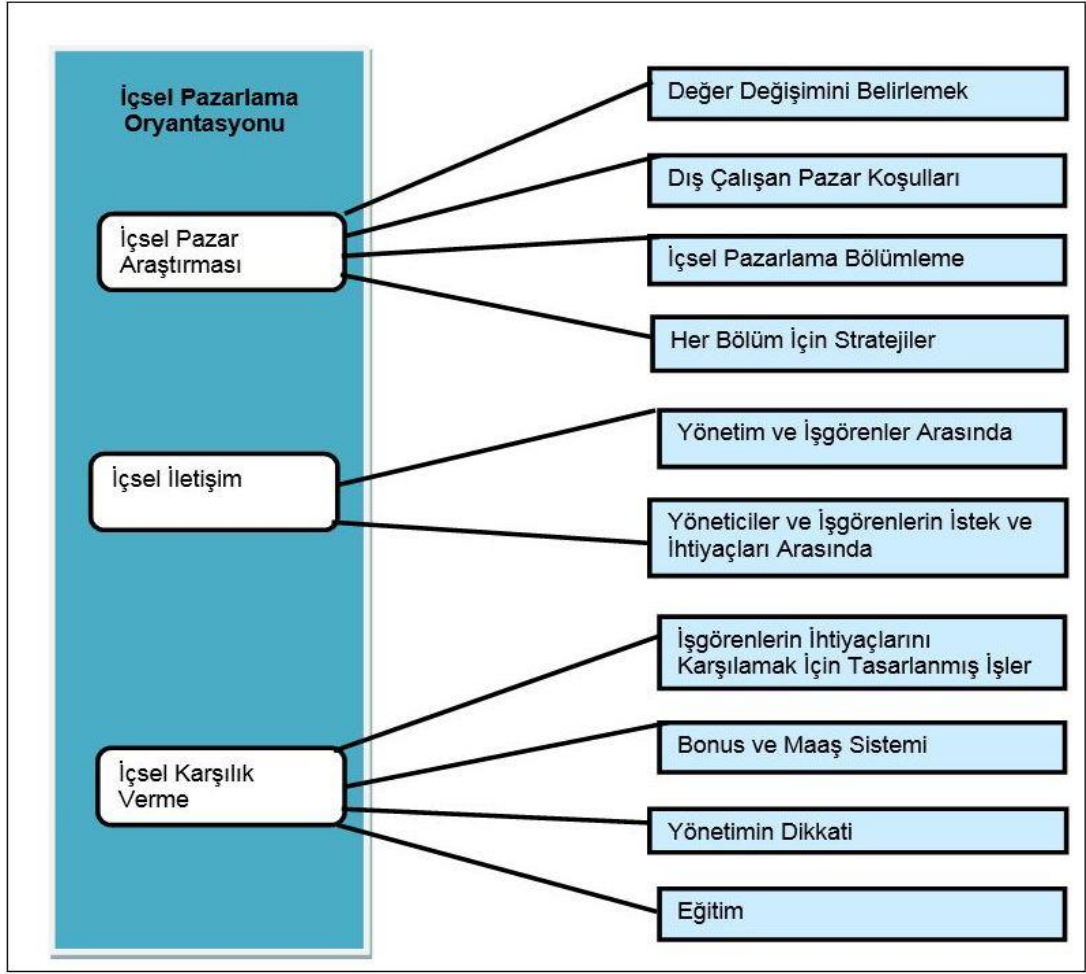 İçsel Pazarlama
Oryantasyonu
İçsel Pazar
Araştırması
Değer Değişimini Belirlemek
Dış Çalışan Pazar Koşulları
İçsel Pazarlama Bölümleme
Her Bölüm İçin Stratejiler
İçsel İletişim
Yönetim ve İşgörenler Arasında
Yöneticiler ve İşgörenlerin İstek ve
İhtiyaçları Arasında
İçsel Karşılık
Verme
İşgörenlerin İhtiyaçlarını
Karşılamak İçin Tasarlanmış İşler
Bonus ve Maaş Sistemi
Yönetimin Dikkati
Eğitim